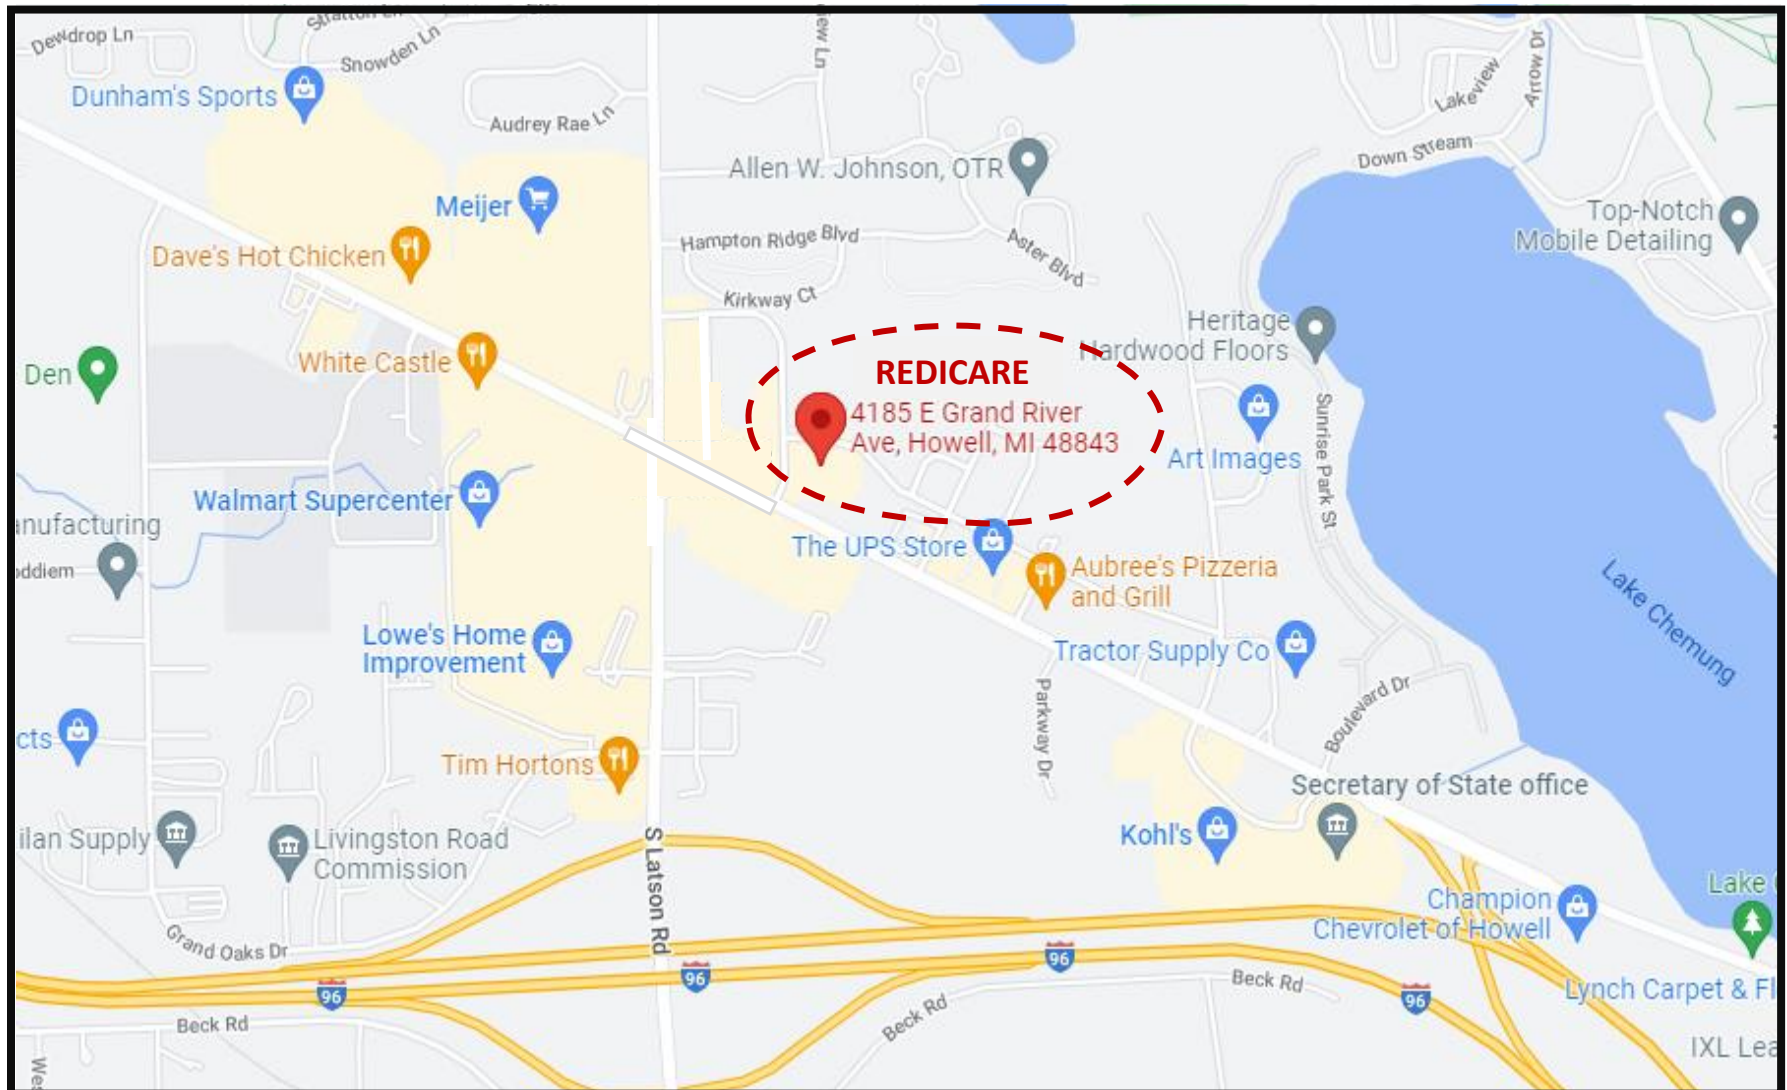 Dewdrop Ln
Snowden Ln
Dunham's Sports
Audrey Rae Ln
Lakeview
Arrow Dr
Down Stream
Allen W. Johnson, OTR
Meijer
Top-Notch
Mobile Detailing
Hampton Ridge Blvd
Aster Blvd
Dave's Hot Chicken
Kirkway Ct
Heritage
Hardwood Floors
White Castle
Den
REDICARE
4185 E Grand River
Ave, Howell, MI 48843
Sunrise Park St
Art Images
Walmart Supercenter
The UPS Store
Aubree's Pizzeria
and Grill
Lake Chemung
Lowe's Home
Improvement
Tractor Supply Co
Parkway Dr
Boulevard Dr
Tim Hortons
Secretary of State office
Kohl's
Supply
Livingston Road
Commission
S Latson Rd
Lake
Champion
Chevrolet of Howell
Grand Oaks Dr
96
96
96
96
Beck Rd
Lynch Carpet & Fl
Beck Rd
Beck Rd
IXL Lea